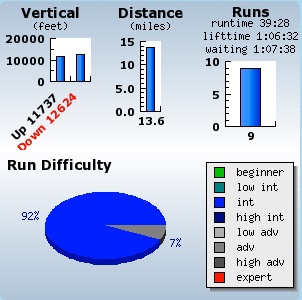 Vertical
(feet)
20000
10000
0
Up 11737
Down 12624
Distance
(miles)
15
10
5.0
0.0
13.6
Runs
runtime 39:28
lifttime 1:06:32
waiting 1:07:38
10
5
0
9
Run Difficulty
92%
7%
beginner
low int
int
high int
low adv
adv
high adv
expert